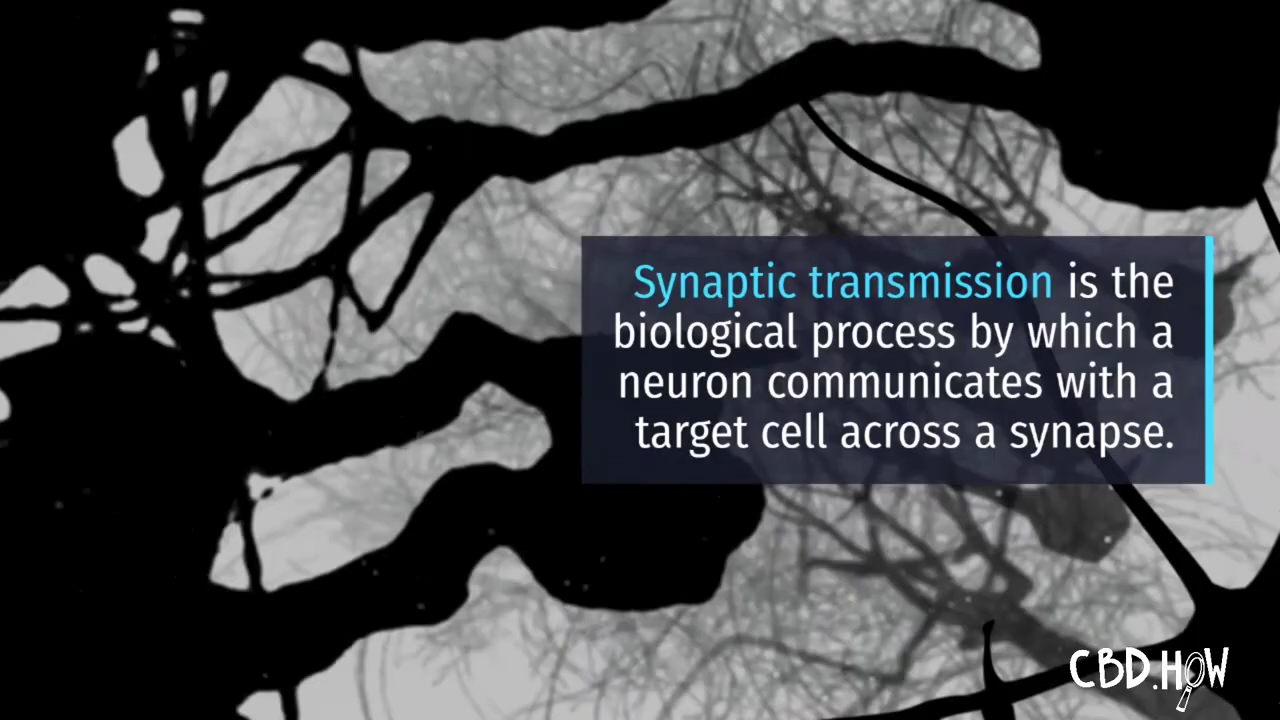 Synaptic transmission is the
biological process by which a
neuron communicates with a
target cell across a synapse.
CBD.HOW